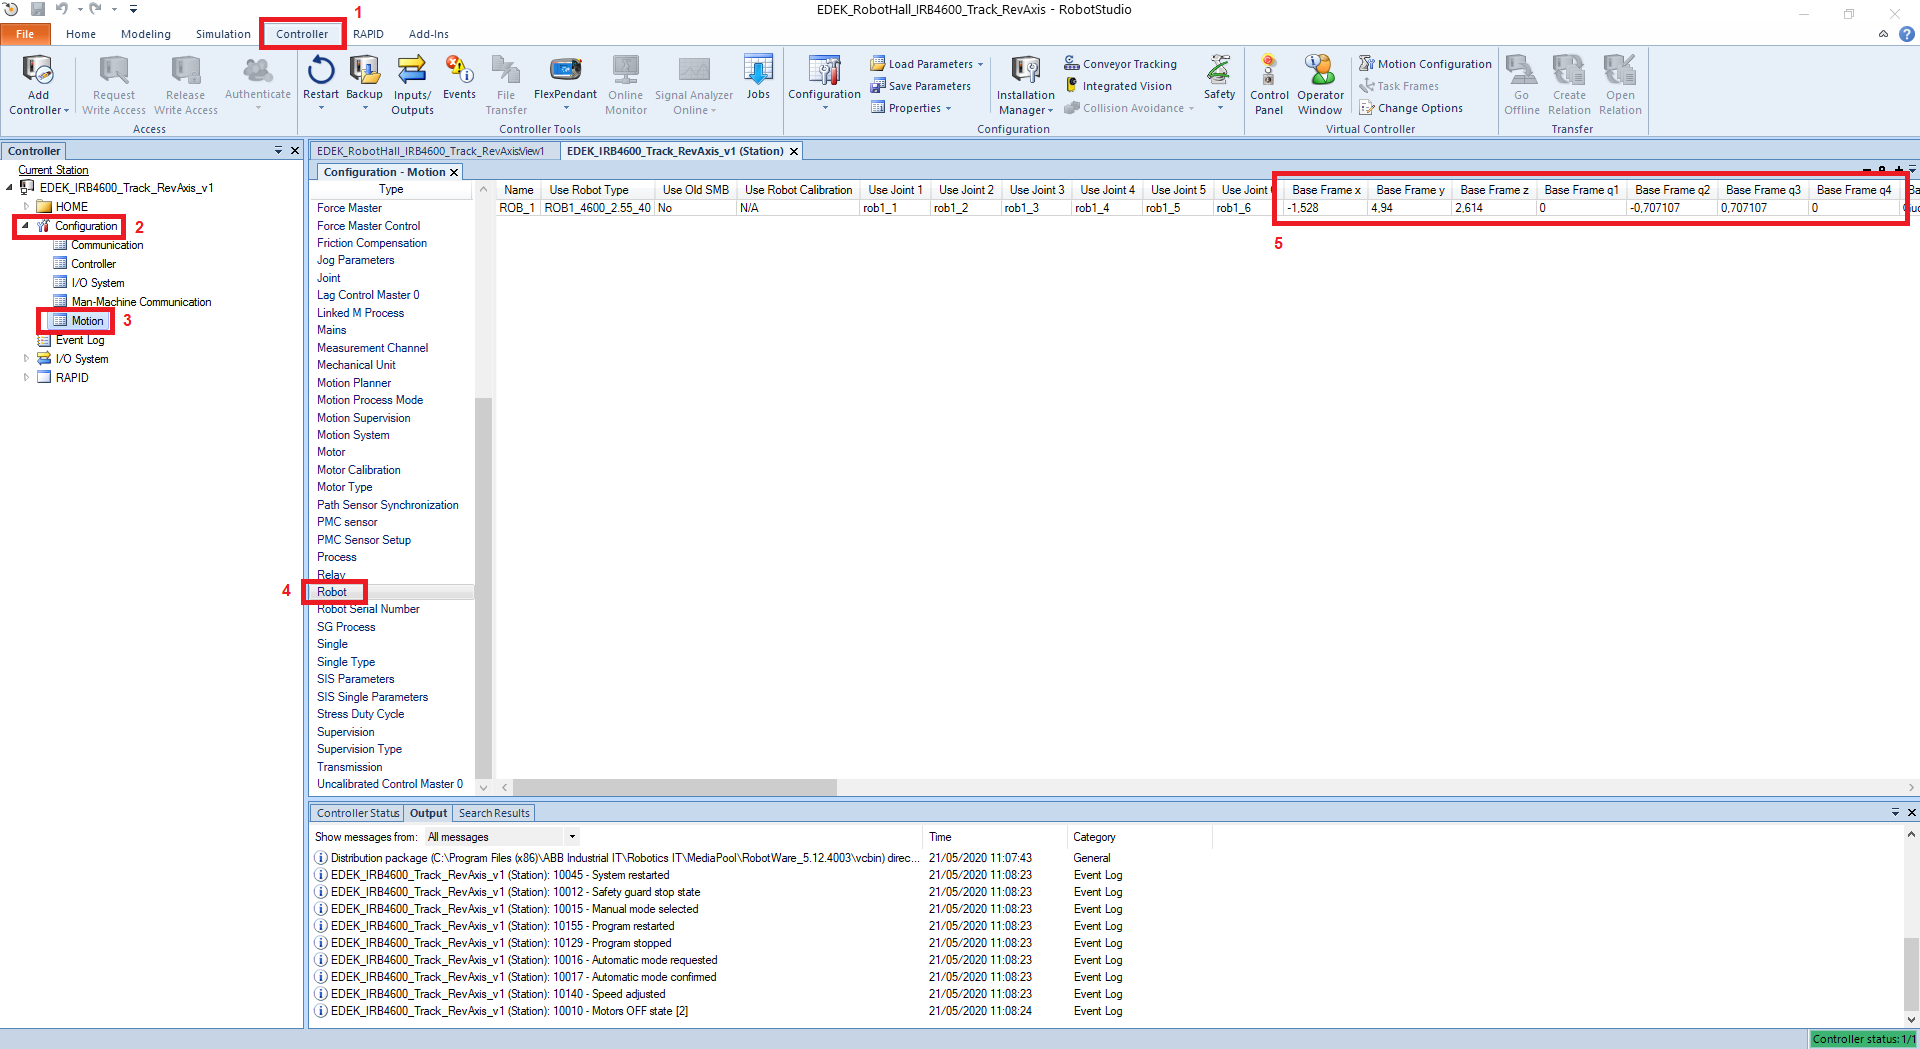 EDEK_RobotHall_IRB4600_Track_RevAxis - RobotStudio
1
File Home Modeling Simulation Controller RAPID Add-Ins
Add Controller
Request Write Access
Release Write Access
Authenticate
Access
Restart
Backup
Inputs/ Outputs
Events
File Transfer
FlexPendant
Online Monitor
Signal Analyzer Online
Jobs
Controller Tools
Configuration
Load Parameters
Save Parameters
Properties
Installation Manager
Conveyor Tracking
Integrated Vision
Collision Avoidance
Safety
Configuration
Control Panel
Operator Window
Motion Configuration
Task Frames
Change Options
Virtual Controller
Go Offline
Create Relation
Open Relation
Transfer
Controller
Current Station
EDEK_IRB4600_Track_RevAxis_v1
HOME
Configuration 2
Communication
Controller
I/O System
Man-Machine Communication
Motion 3
Event Log
I/O System
RAPID
EDEK_RobotHall_IRB4600_Track_RevAxis:View1 EDEK_IRB4600_Track_RevAxis_v1 (Station)
Configuration - Motion
Type
Force Master
Force Master Control
Friction Compensation
Jog Parameters
Joint
Lag Control Master 0
Linked M Process
Mains
Measurement Channel
Mechanical Unit
Motion Planner
Motion Process Mode
Motion Supervision
Motion System
Motor
Motor Calibration
Motor Type
Path Sensor Synchronization
PMC sensor
PMC Sensor Setup
Process
Relay
4 Robot
Robot Serial Number
SG Process
Single
Single Type
SIS Parameters
SIS Single Parameters
Stress Duty Cycle
Supervision
Supervision Type
Transmission
Uncalibrated Control Master 0
Name Use Robot Type Use Old SMB Use Robot Calibration Use Joint 1 Use Joint 2 Use Joint 3 Use Joint 4 Use Joint 5 Use Joint Base Frame x Base Frame y Base Frame z Base Frame q1 Base Frame q2 Base Frame q3 Base Frame q4
ROB_1 ROB1_4600_2.55_40 No N/A rob1_1 rob1_2 rob1_3 rob1_4 rob1_5 rob1_6 -1,528 4,94 2,614 0 -0,707107 0,707107 0
5
Controller Status Output Search Results
Show messages from: All messages Time Category
Distribution package (C:\Program Files (x86)\ABB Industrial IT\Robotics IT\MediaPool\RobotWare_5.12.4003\vcbin) direc... 21/05/2020 11:07:43 General
EDEK_IRB4600_Track_RevAxis_v1 (Station): 10045 - System restarted 21/05/2020 11:08:23 Event Log
EDEK_IRB4600_Track_RevAxis_v1 (Station): 10012 - Safety guard stop state 21/05/2020 11:08:23 Event Log
EDEK_IRB4600_Track_RevAxis_v1 (Station): 10015 - Manual mode selected 21/05/2020 11:08:23 Event Log
EDEK_IRB4600_Track_RevAxis_v1 (Station): 10155 - Program restarted 21/05/2020 11:08:23 Event Log
EDEK_IRB4600_Track_RevAxis_v1 (Station): 10129 - Program stopped 21/05/2020 11:08:23 Event Log
EDEK_IRB4600_Track_RevAxis_v1 (Station): 10016 - Automatic mode requested 21/05/2020 11:08:23 Event Log
EDEK_IRB4600_Track_RevAxis_v1 (Station): 10017 - Automatic mode confirmed 21/05/2020 11:08:23 Event Log
EDEK_IRB4600_Track_RevAxis_v1 (Station): 10140 - Speed adjusted 21/05/2020 11:08:23 Event Log
EDEK_IRB4600_Track_RevAxis_v1 (Station): 10010 - Motors OFF state [2] 21/05/2020 11:08:24 Event Log
Controller status: 1/1